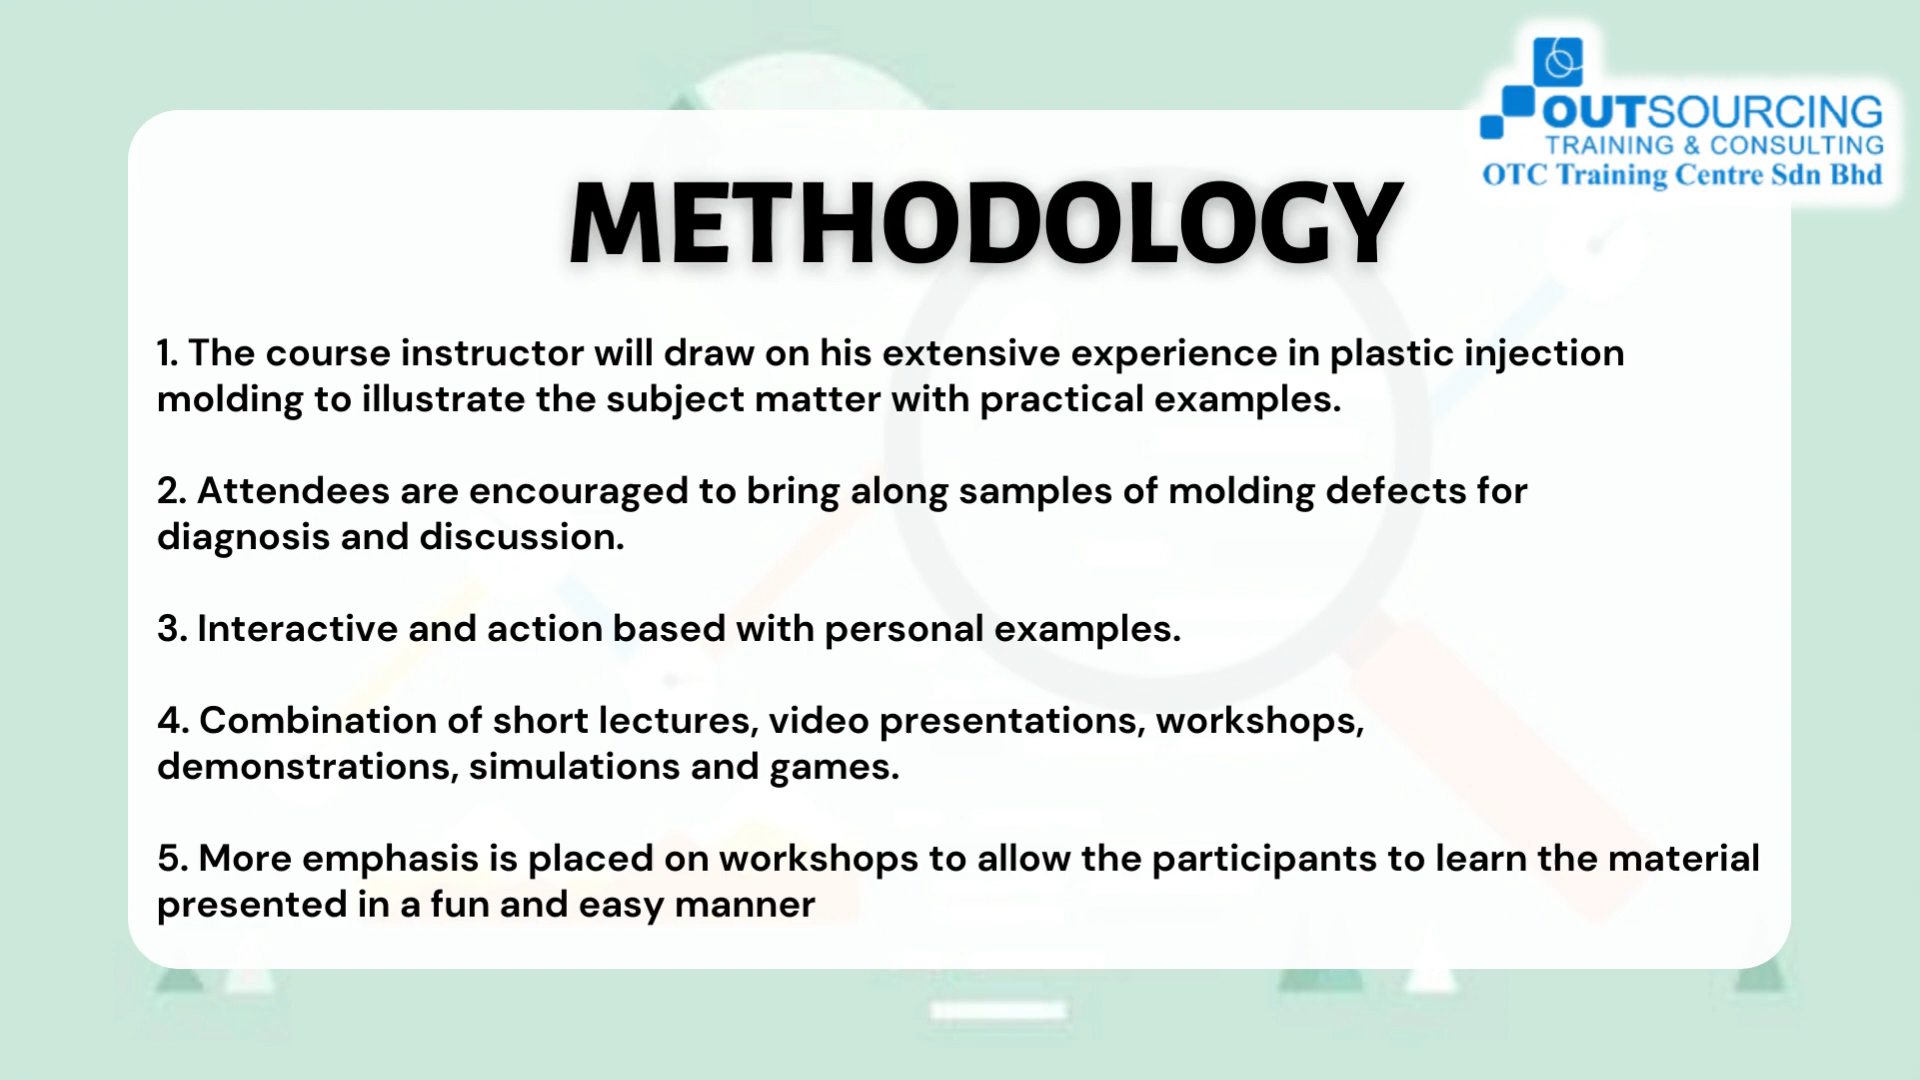 OUTSOURCING
TRAINING & CONSULTING
OTC Training Centre Sdn Bhd
METHODOLOGY
1. The course instructor will draw on his extensive experience in plastic injection
molding to illustrate the subject matter with practical examples.
2. Attendees are encouraged to bring along samples of molding defects for
diagnosis and discussion.
3. Interactive and action based with personal examples.
4. Combination of short lectures, video presentations, workshops,
demonstrations, simulations and games.
5. More emphasis is placed on workshops to allow the participants to learn the material
presented in a fun and easy manner